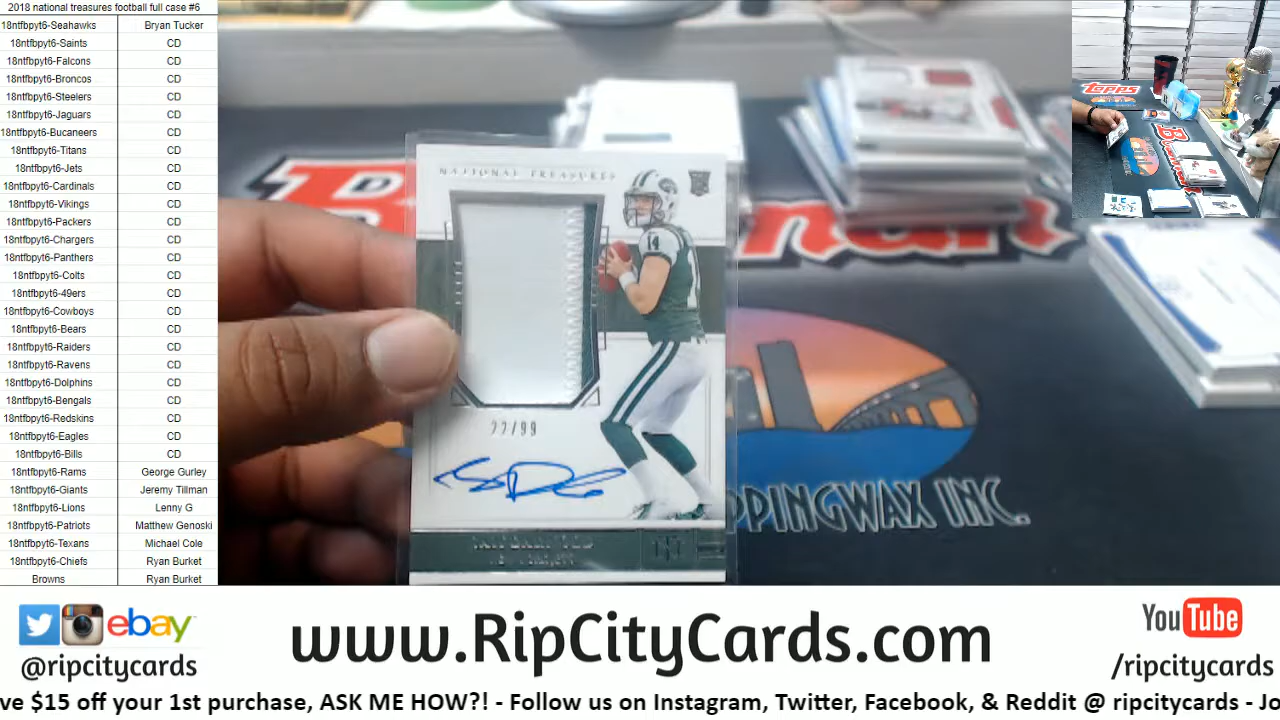 2018 national treasures football full case #6
18ntfbpyt6-Seahawks Bryan Tucker
18ntfbpyt6-Saints CD
18ntfbpyt6-Falcons CD
18ntfbpyt6-Broncos CD
18ntfbpyt6-Steelers CD
18ntfbpyt6-Jaguars CD
18ntfbpyt6-Bucaneers CD
18ntfbpyt6-Titans CD
18ntfbpyt6-Jets CD
18ntfbpyt6-Cardinals CD
18ntfbpyt6-Vikings CD
18ntfbpyt6-Packers CD
18ntfbpyt6-Chargers CD
18ntfbpyt6-Panthers CD
18ntfbpyt6-Colts CD
18ntfbpyt6-49ers CD
18ntfbpyt6-Cowboys CD
18ntfbpyt6-Bears CD
18ntfbpyt6-Raiders CD
18ntfbpyt6-Ravens CD
18ntfbpyt6-Dolphins CD
18ntfbpyt6-Bengals CD
18ntfbpyt6-Redskins CD
18ntfbpyt6-Eagles CD
18ntfbpyt6-Bills CD
18ntfbpyt6-Rams George Gurley
18ntfbpyt6-Giants Jeremy Tillman
18ntfbpyt6-Lions Lenny G
18ntfbpyt6-Patriots Matthew Genoski
18ntfbpyt6-Texans Michael Cole
18ntfbpyt6-Chiefs Ryan Burket
Browns Ryan Burket
NATIONAL TREASURES
RC
14
22/99
NT
PPINGWAX INC.
topps
ebay
@ripcitycards
www.RipCityCards.com
YouTube
/ripcitycards
ve $15 off your 1st purchase, ASK ME HOW?! - Follow us on Instagram, Twitter, Facebook, & Reddit @ ripcitycards - Jo